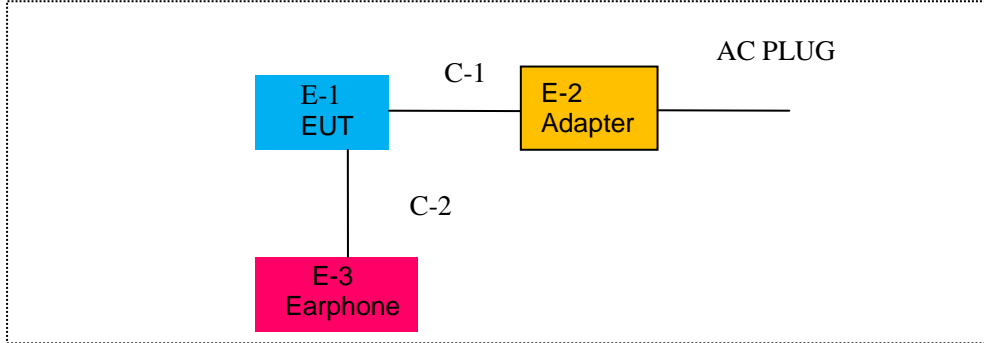 AC PLUG
C-1
E-1
EUT
E-2
Adapter
C-2
E-3
Earphone